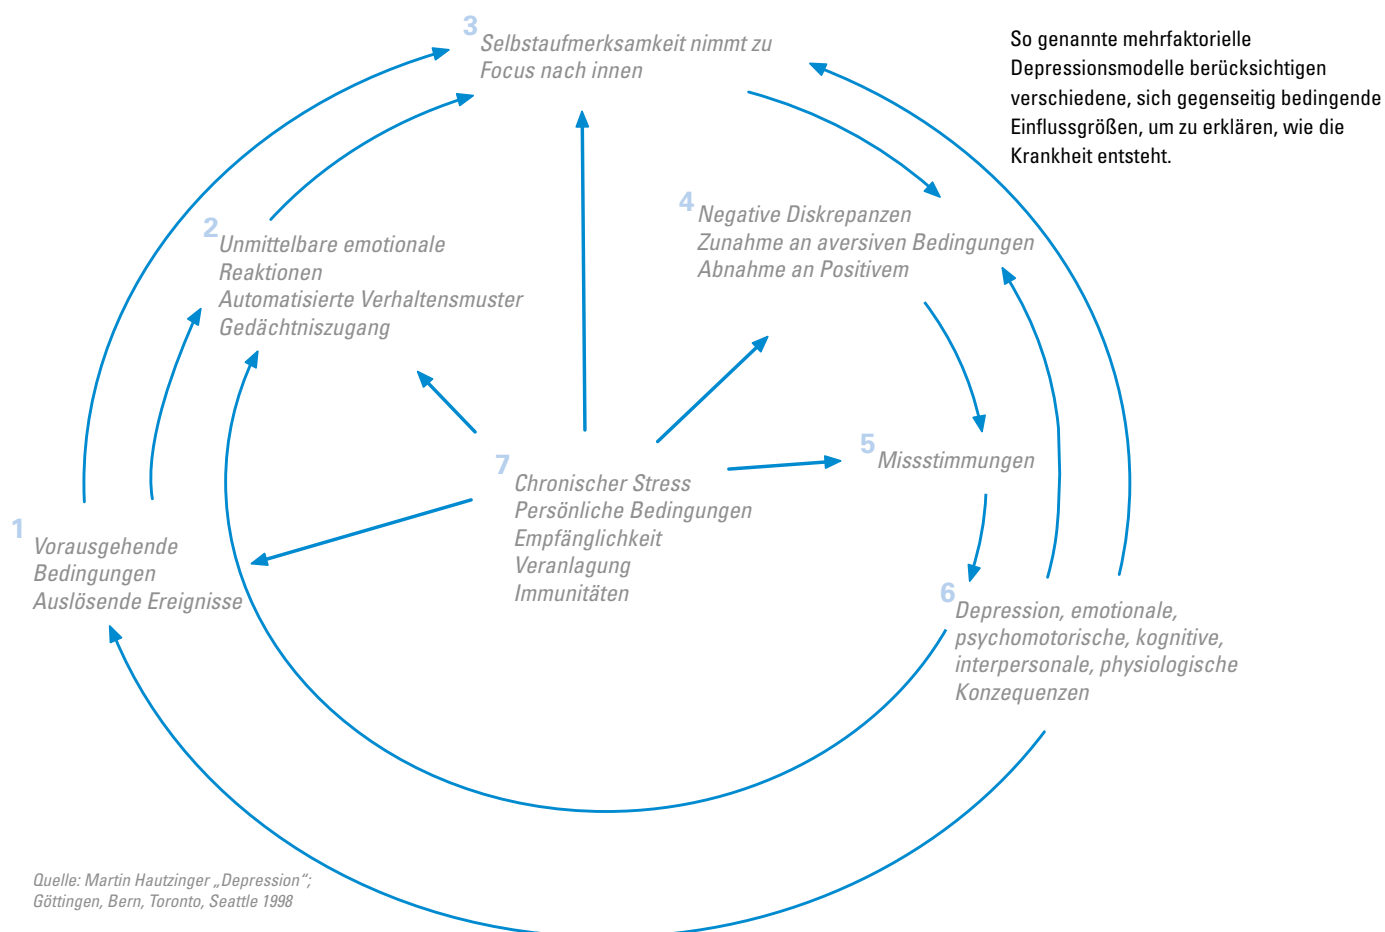 3
Selbstaufmerksamkeit nimmt zu
Focus nach innen
So genannte mehrfaktorielle
Depressionsmodelle berücksichtigen
verschiedene, sich gegenseitig bedingende
Einflussgrößen, um zu erklären, wie die
Krankheit entsteht.
2
Unmittelbare emotionale
Reaktionen
Automatisierte Verhaltensmuster
Gedächtniszugang
4
Negative Diskrepanzen
Zunahme an aversiven Bedingungen
Abnahme an Positivem
5
Missstimmungen
7
Chronischer Stress
Persönliche Bedingungen
Empfänglichkeit
Veranlagung
Immunitäten
1
Vorausgehende
Bedingungen
Auslösende Ereignisse
6
Depression, emotionale,
psychomotorische, kognitive,
interpersonale, physiologische
Konzequenzen
Quelle: Martin Hautzinger „Depression“;
Göttingen, Bern, Toronto, Seattle 1998